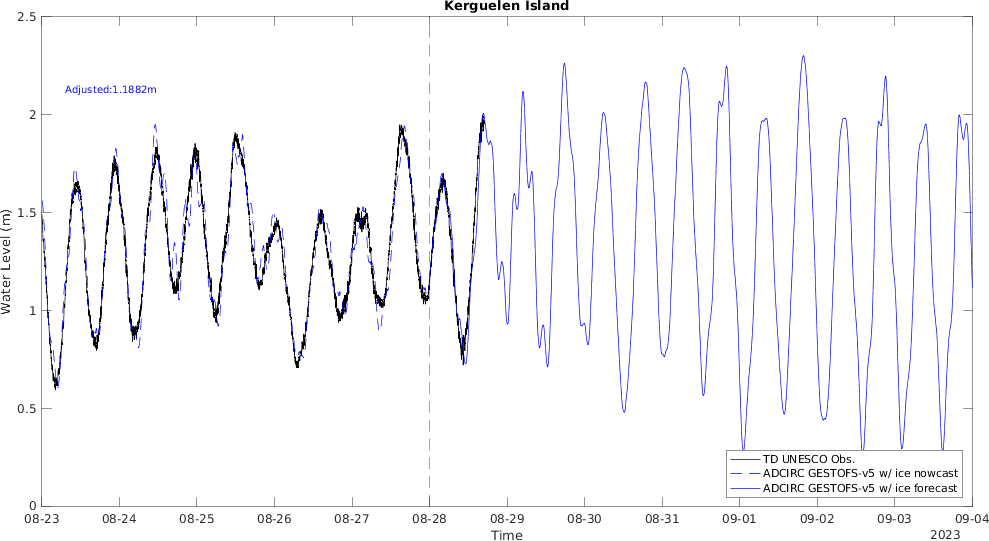 Kerguelen Island
2.5
2
1.5
1
0.5
0
Water Level (m)
Adjusted:1.1882m
TD UNESCO Obs.
ADCIRC GESTOFS-v5 w/ ice nowcast
ADCIRC GESTOFS-v5 w/ ice forecast
08-23 08-24 08-25 08-26 08-27 08-28 08-29 08-30 08-31 09-01 09-02 09-03 09-04
Time
2023